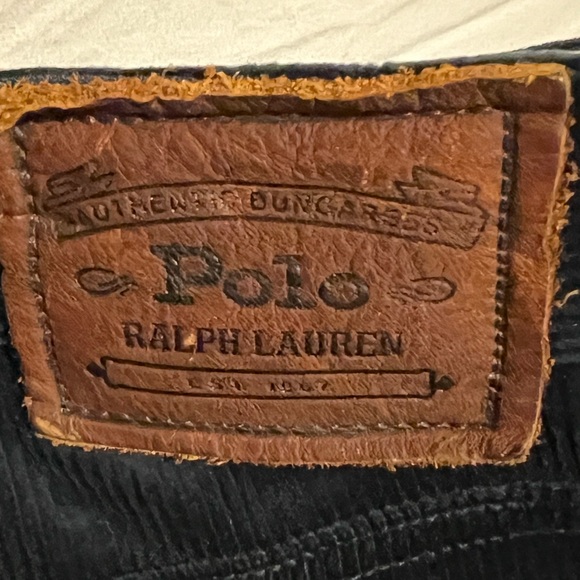 AUTHENTIC DUNGAREES
Polo
RALPH LAUREN
EST. 1967